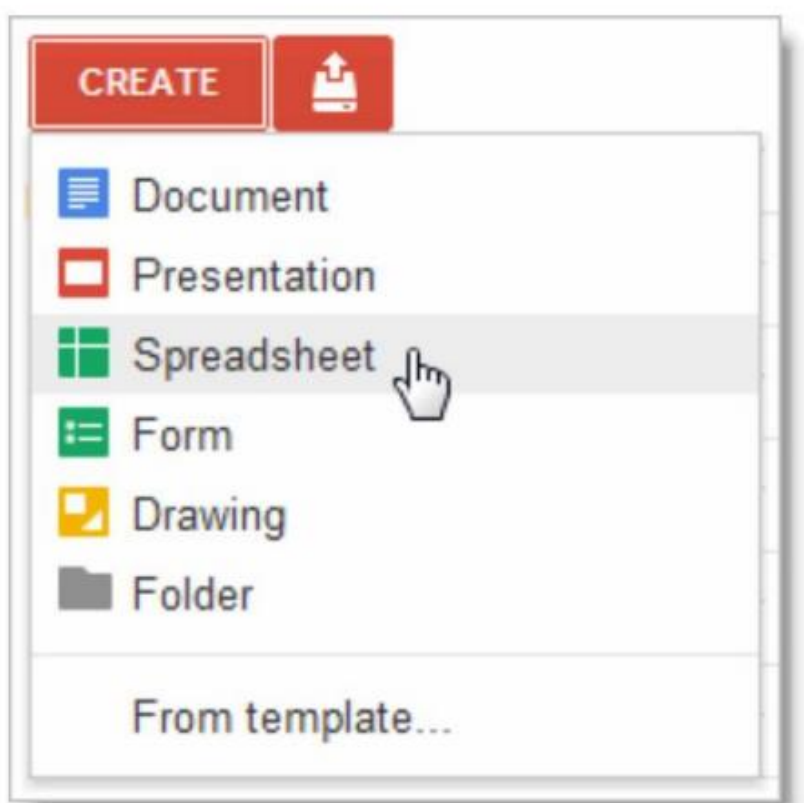 CREATE
Document
Presentation
Spreadsheet
Form
Drawing
Folder
From template...